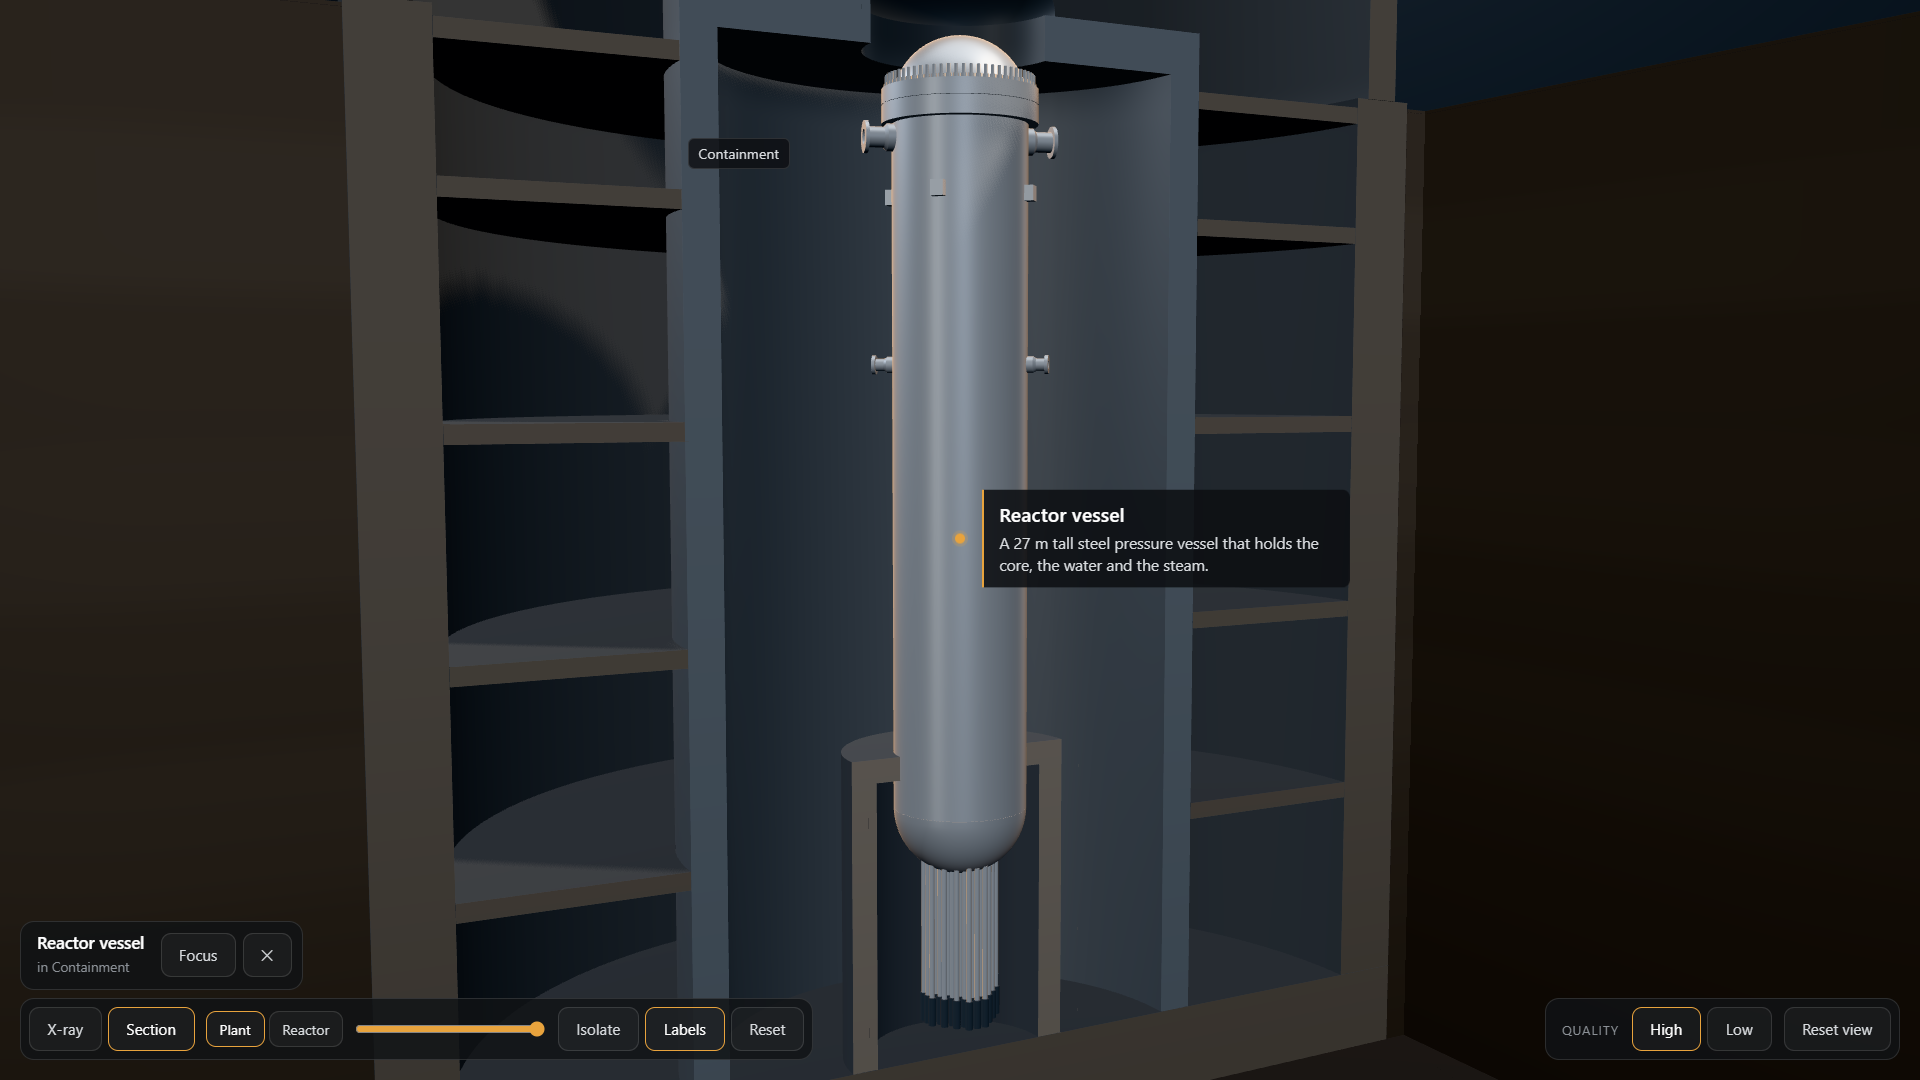 Containment
Reactor vessel
A 27 m tall steel pressure vessel that holds the
core, the water and the steam.
Reactor vessel
in Containment
Focus
X-ray
Section
Plant
Reactor
Isolate
Labels
Reset
QUALITY
High
Low
Reset view